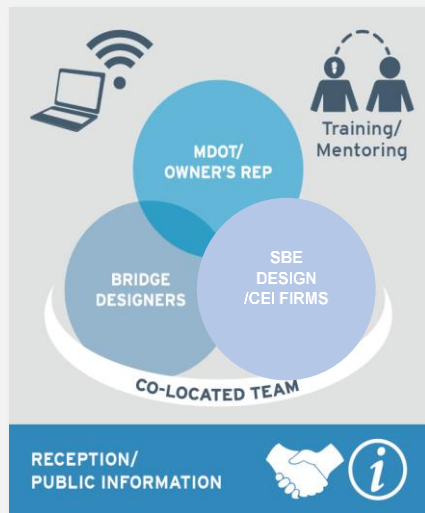 Training/
Mentoring
MDOT/
OWNER'S REP
BRIDGE
DESIGNERS
SBE
DESIGN
/CEI FIRMS
CO-LOCATED TEAM
RECEPTION/
PUBLIC INFORMATION
i